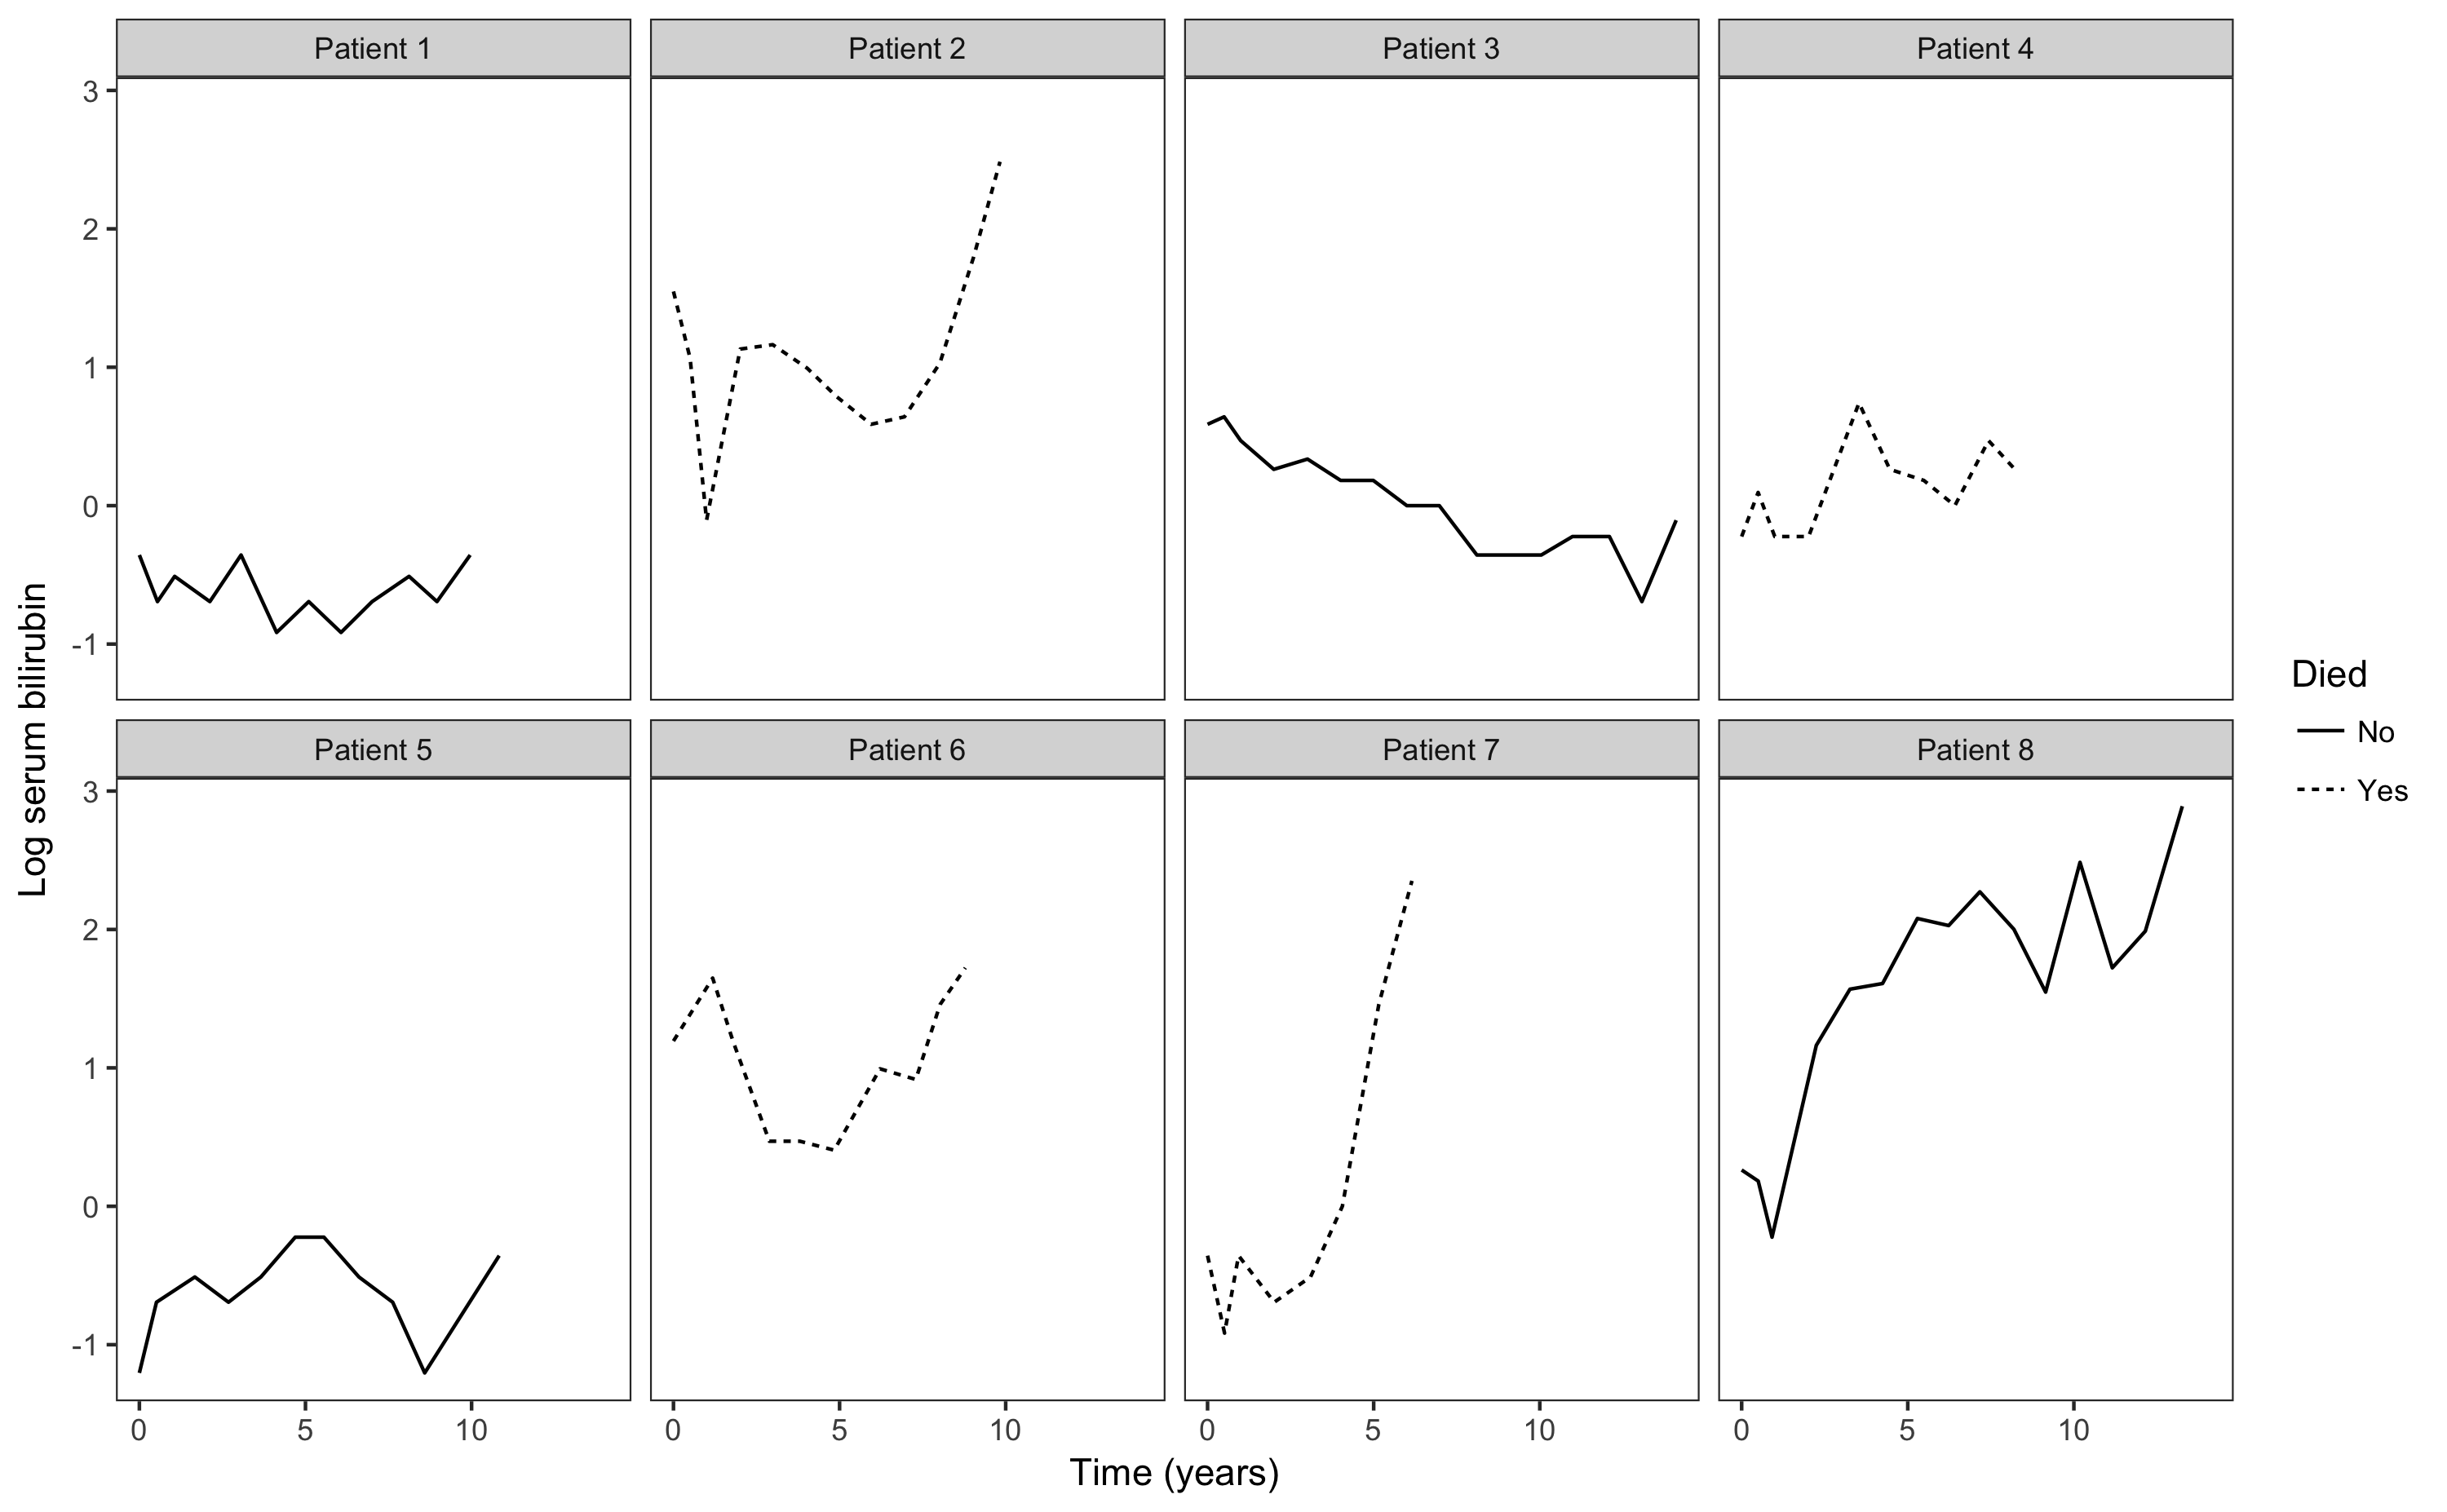 Patient 1
Patient 2
Patient 3
Patient 4
3
2
1
0
-1
Log serum bilirubin
Patient 5
Patient 6
Patient 7
Patient 8
3
2
1
0
-1
0
5
10
0
5
10
0
5
10
0
5
10
Time (years)
Died
No
Yes